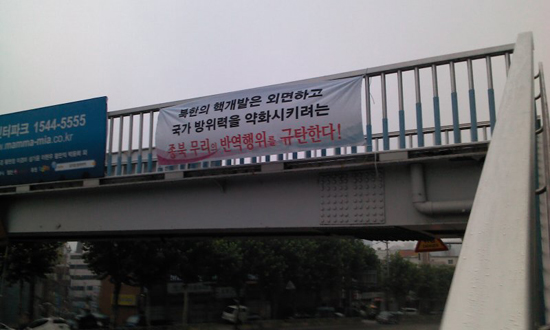 북한의 핵개발은 외면하고
국가 방위력을 약화시키려는
종북 무리의 반역행위를 규탄한다!
터파크 1544-5555
.mamma-mia.co.kr